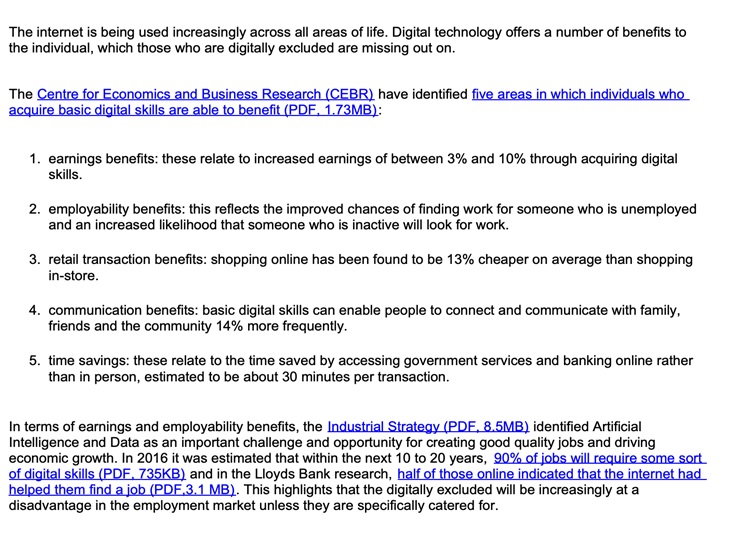 The internet is being used increasingly across all areas of life. Digital technology offers a number of benefits to
the individual, which those who are digitally excluded are missing out on.
The Centre for Economics and Business Research (CEBR) have identified five areas in which individuals who
acquire basic digital skills are able to benefit (PDF, 1.73MB):
1. earnings benefits: these relate to increased earnings of between 3% and 10% through acquiring digital
skills.
2. employability benefits: this reflects the improved chances of finding work for someone who is unemployed
and an increased likelihood that someone who is inactive will look for work.
3. retail transaction benefits: shopping online has been found to be 13% cheaper on average than shopping
in-store.
4. communication benefits: basic digital skills can enable people to connect and communicate with family,
friends and the community 14% more frequently.
5. time savings: these relate to the time saved by accessing government services and banking online rather
than in person, estimated to be about 30 minutes per transaction.
In terms of earnings and employability benefits, the Industrial Strategy (PDF, 8.5MB) identified Artificial
Intelligence and Data as an important challenge and opportunity for creating good quality jobs and driving
economic growth. In 2016 it was estimated that within the next 10 to 20 years, 90% of jobs will require some sort
of digital skills (PDF, 735KB) and in the Lloyds Bank research, half of those online indicated that the internet had
helped them find a job (PDF,3.1 MB). This highlights that the digitally excluded will be increasingly at a
disadvantage in the employment market unless they are specifically catered for.